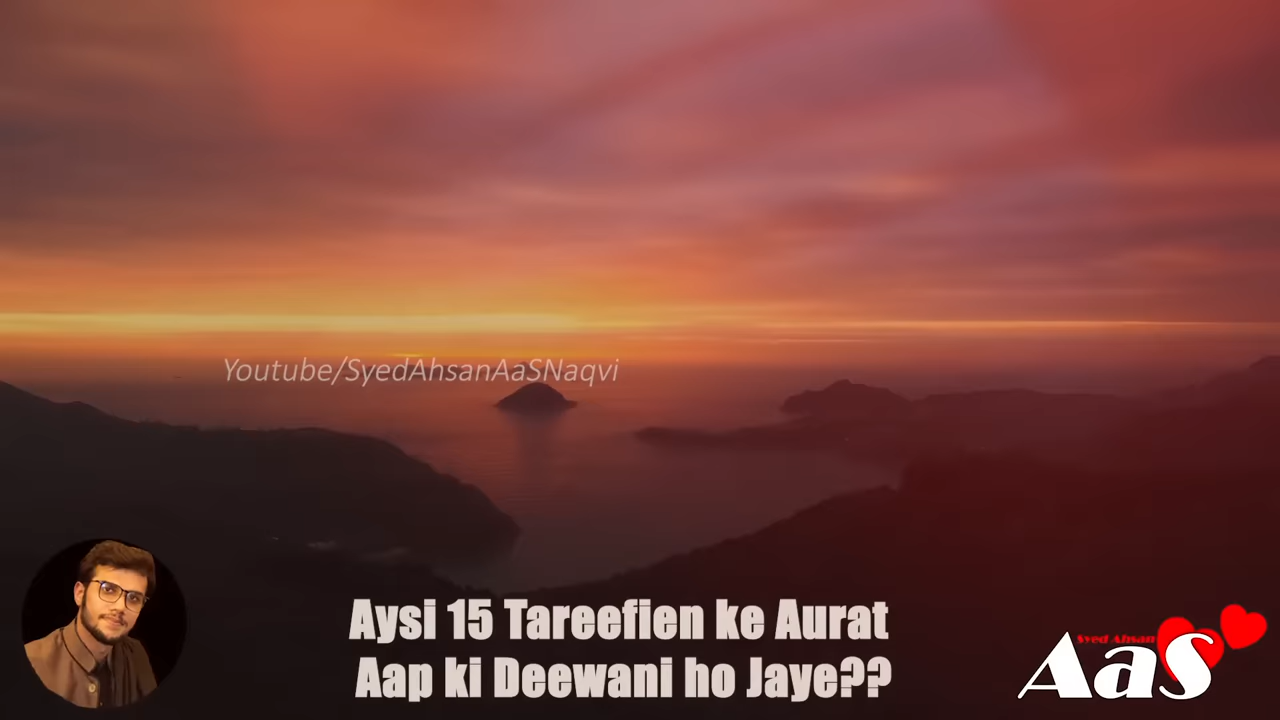 Youtube/SyedAhsanAaSNaqvi
Aysi 15 Tareefien ke Aurat
Aap ki Deewani ho Jaye??
Syed Ahsan
AaS